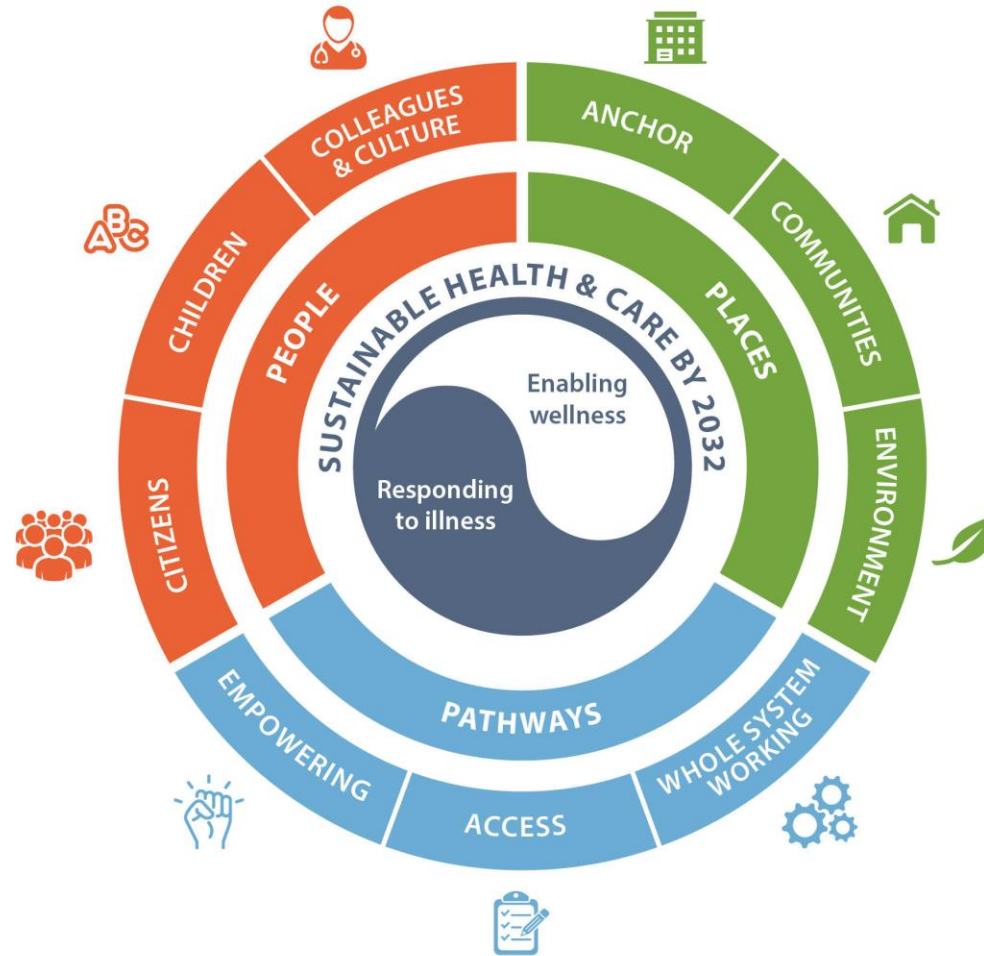 COLLEAGUES
& CULTURE
ANCHOR
COMMUNITIES
ENVIRONMENT
WHOLE SYSTEM
WORKING
ACCESS
EMPOWERING
CITIZENS
CHILDREN
ABC
PEOPLE
PLACES
PATHWAYS
SUSTAINABLE HEALTH & CARE BY 2032
Enabling
wellness
Responding
to illness